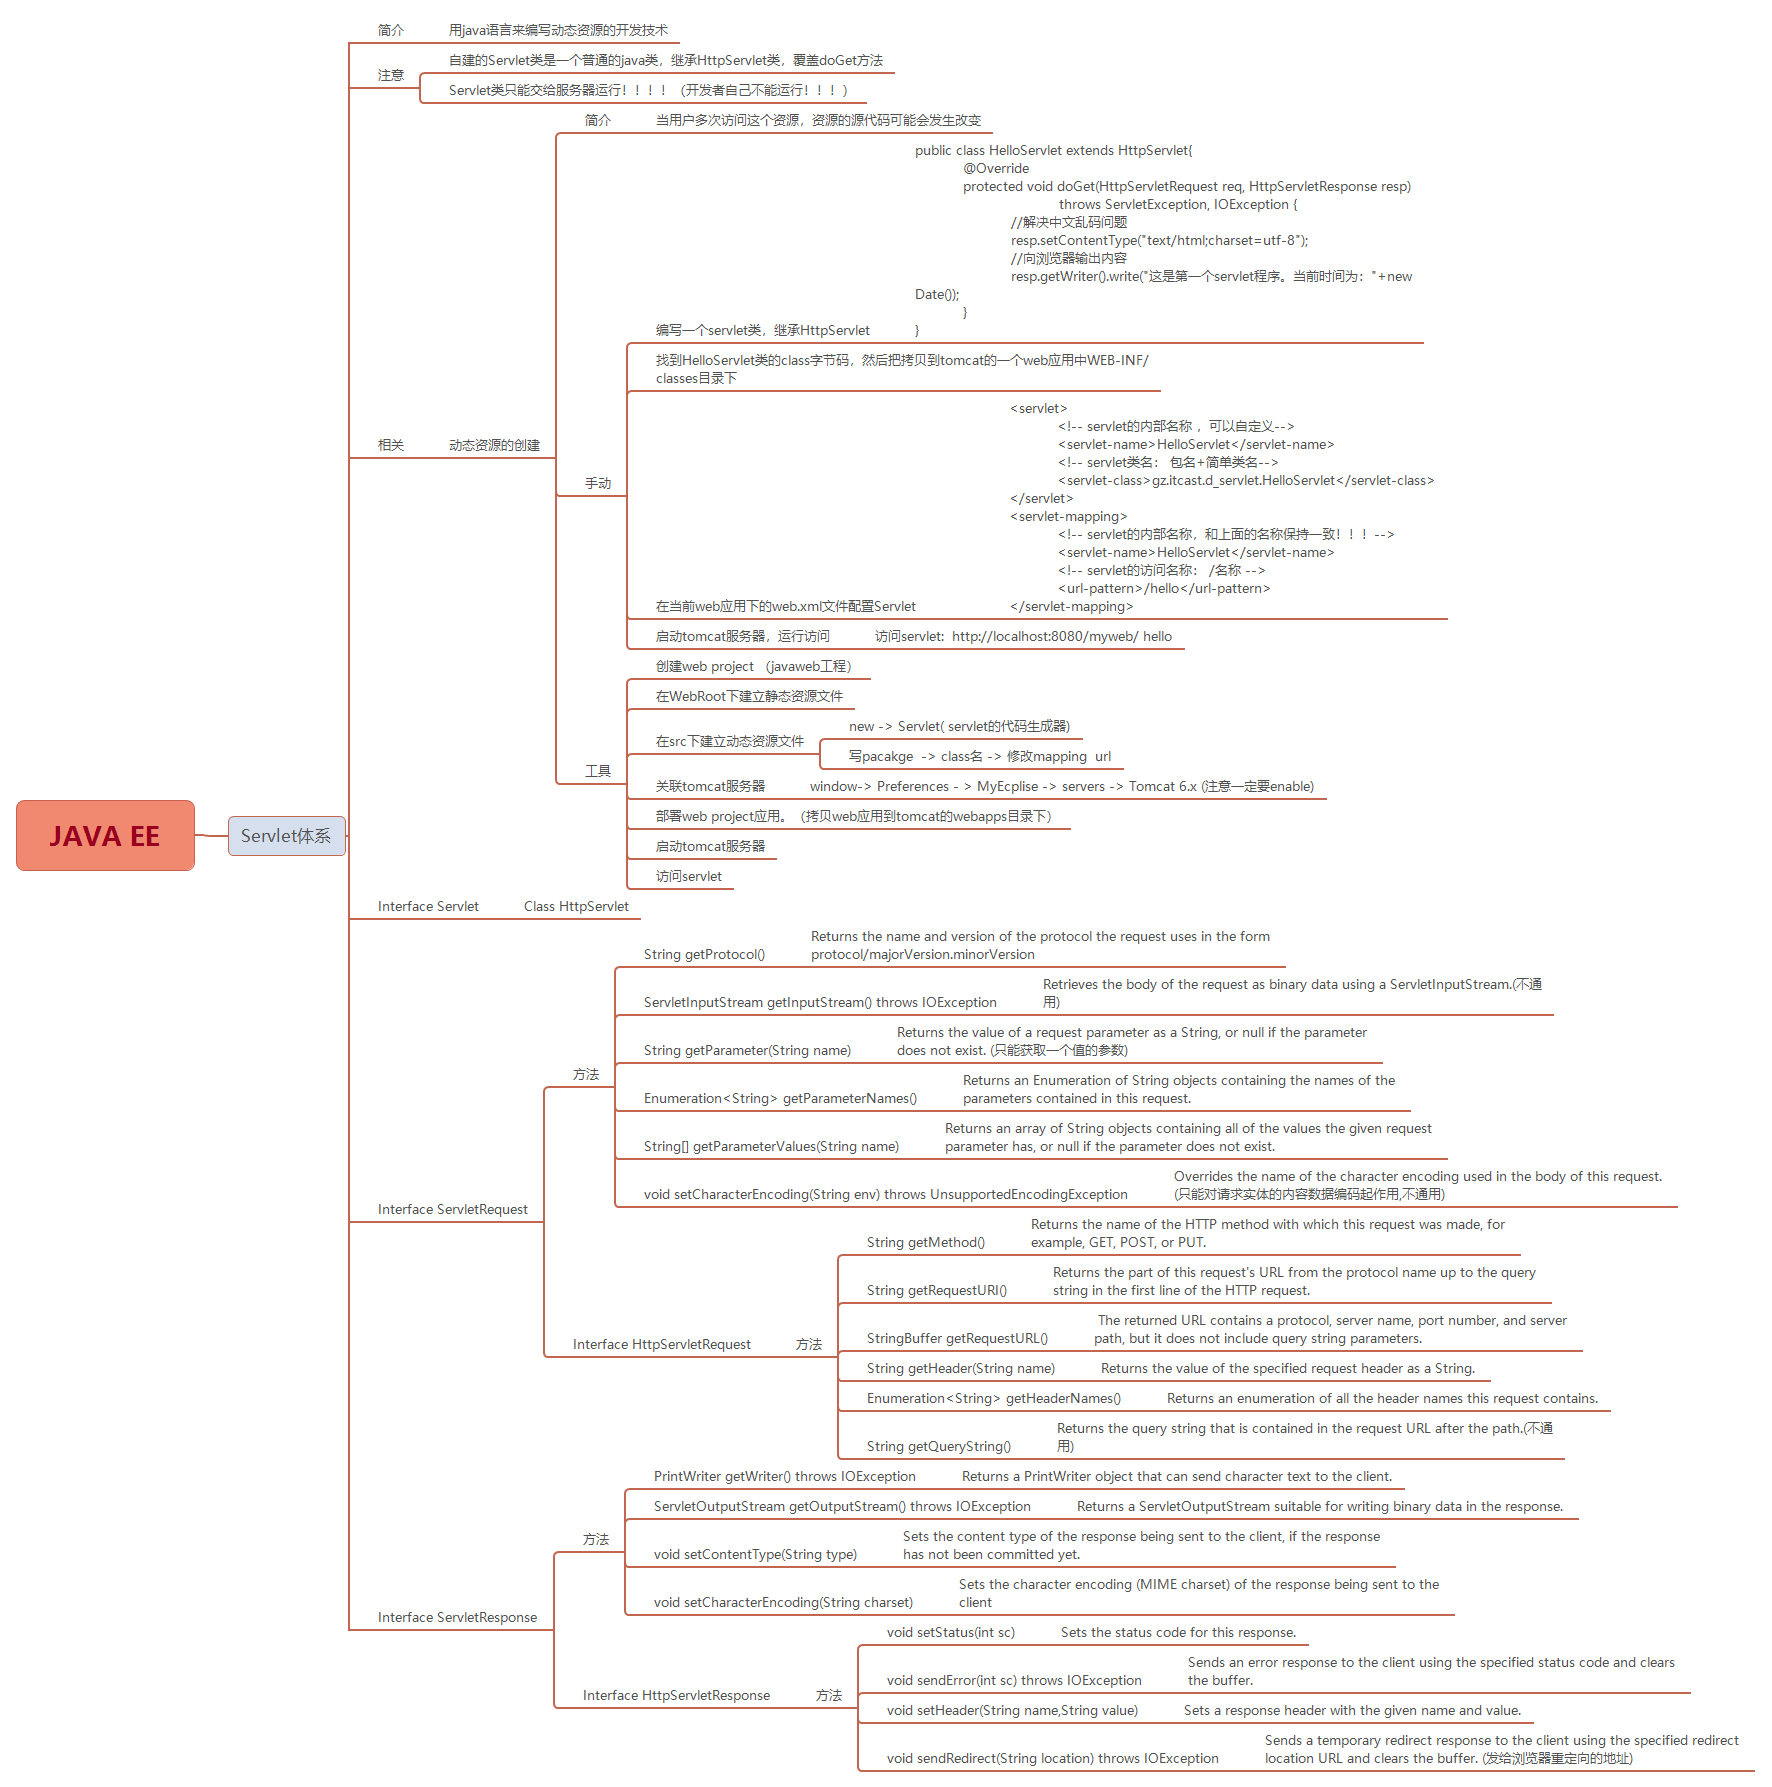 JAVA EE
Servlet体系
简介
用java语言来编写动态资源的开发技术
注意
自建的Servlet类是一个普通的java类，继承HttpServlet类，覆盖doGet方法
Servlet类只能交给服务器运行！！！！（开发者自己不能运行！！！）
相关
动态资源的创建
简介
当用户多次访问这个资源，资源的源代码可能会发生改变
手动
编写一个servlet类，继承HttpServlet
public class HelloServlet extends HttpServlet{
@Override
protected void doGet(HttpServletRequest req, HttpServletResponse resp)
throws ServletException, IOException {
//解决中文乱码问题
resp.setContentType("text/html;charset=utf-8");
//向浏览器输出内容
resp.getWriter().write("这是第一个servlet程序。当前时间为："+new
Date());
}
}
找到HelloServlet类的class字节码，然后把拷贝到tomcat的一个web应用中WEB-INF/
classes目录下
在当前web应用下的web.xml文件配置Servlet
<servlet>
<!-- servlet的内部名称 ，可以自定义-->
<servlet-name>HelloServlet</servlet-name>
<!-- servlet类名： 包名+简单类名-->
<servlet-class>gz.itcast.d_servlet.HelloServlet</servlet-class>
</servlet>
<servlet-mapping>
<!-- servlet的内部名称，和上面的名称保持一致！！！-->
<servlet-name>HelloServlet</servlet-name>
<!-- servlet的访问名称： /名称 -->
<url-pattern>/hello</url-pattern>
</servlet-mapping>
启动tomcat服务器，运行访问
访问servlet:  http://localhost:8080/myweb/ hello
工具
创建web project （javaweb工程）
在WebRoot下建立静态资源文件
在src下建立动态资源文件
new -> Servlet( servlet的代码生成器)
写pacakge  -> class名 -> 修改mapping  url
关联tomcat服务器
window-> Preferences - > MyEcplise -> servers -> Tomcat 6.x (注意一定要enable)
部署web project应用。（拷贝web应用到tomcat的webapps目录下）
启动tomcat服务器
访问servlet
Interface Servlet
Class HttpServlet
Interface ServletRequest
方法
String getProtocol()
Returns the name and version of the protocol the request uses in the form
protocol/majorVersion.minorVersion
ServletInputStream getInputStream() throws IOException
Retrieves the body of the request as binary data using a ServletInputStream.(不通
用)
String getParameter(String name)
Returns the value of a request parameter as a String, or null if the parameter
does not exist. (只能获取一个值的参数)
Enumeration<String> getParameterNames()
Returns an Enumeration of String objects containing the names of the
parameters contained in this request.
String[] getParameterValues(String name)
Returns an array of String objects containing all of the values the given request
parameter has, or null if the parameter does not exist.
void setCharacterEncoding(String env) throws UnsupportedEncodingException
Overrides the name of the character encoding used in the body of this request.
(只能对请求实体的内容数据编码起作用,不通用)
Interface HttpServletRequest
方法
String getMethod()
Returns the name of the HTTP method with which this request was made, for
example, GET, POST, or PUT.
String getRequestURI()
Returns the part of this request's URL from the protocol name up to the query
string in the first line of the HTTP request.
StringBuffer getRequestURL()
The returned URL contains a protocol, server name, port number, and server
path, but it does not include query string parameters.
String getHeader(String name)
Returns the value of the specified request header as a String.
Enumeration<String> getHeaderNames()
Returns an enumeration of all the header names this request contains.
String getQueryString()
Returns the query string that is contained in the request URL after the path.(不通
用)
Interface ServletResponse
方法
PrintWriter getWriter() throws IOException
Returns a PrintWriter object that can send character text to the client.
ServletOutputStream getOutputStream() throws IOException
Returns a ServletOutputStream suitable for writing binary data in the response.
void setContentType(String type)
Sets the content type of the response being sent to the client, if the response
has not been committed yet.
void setCharacterEncoding(String charset)
Sets the character encoding (MIME charset) of the response being sent to the
client
Interface HttpServletResponse
方法
void setStatus(int sc)
Sets the status code for this response.
void sendError(int sc) throws IOException
Sends an error response to the client using the specified status code and clears
the buffer.
void setHeader(String name,String value)
Sets a response header with the given name and value.
void sendRedirect(String location) throws IOException
Sends a temporary redirect response to the client using the specified redirect
location URL and clears the buffer. (发给浏览器重定向的地址)